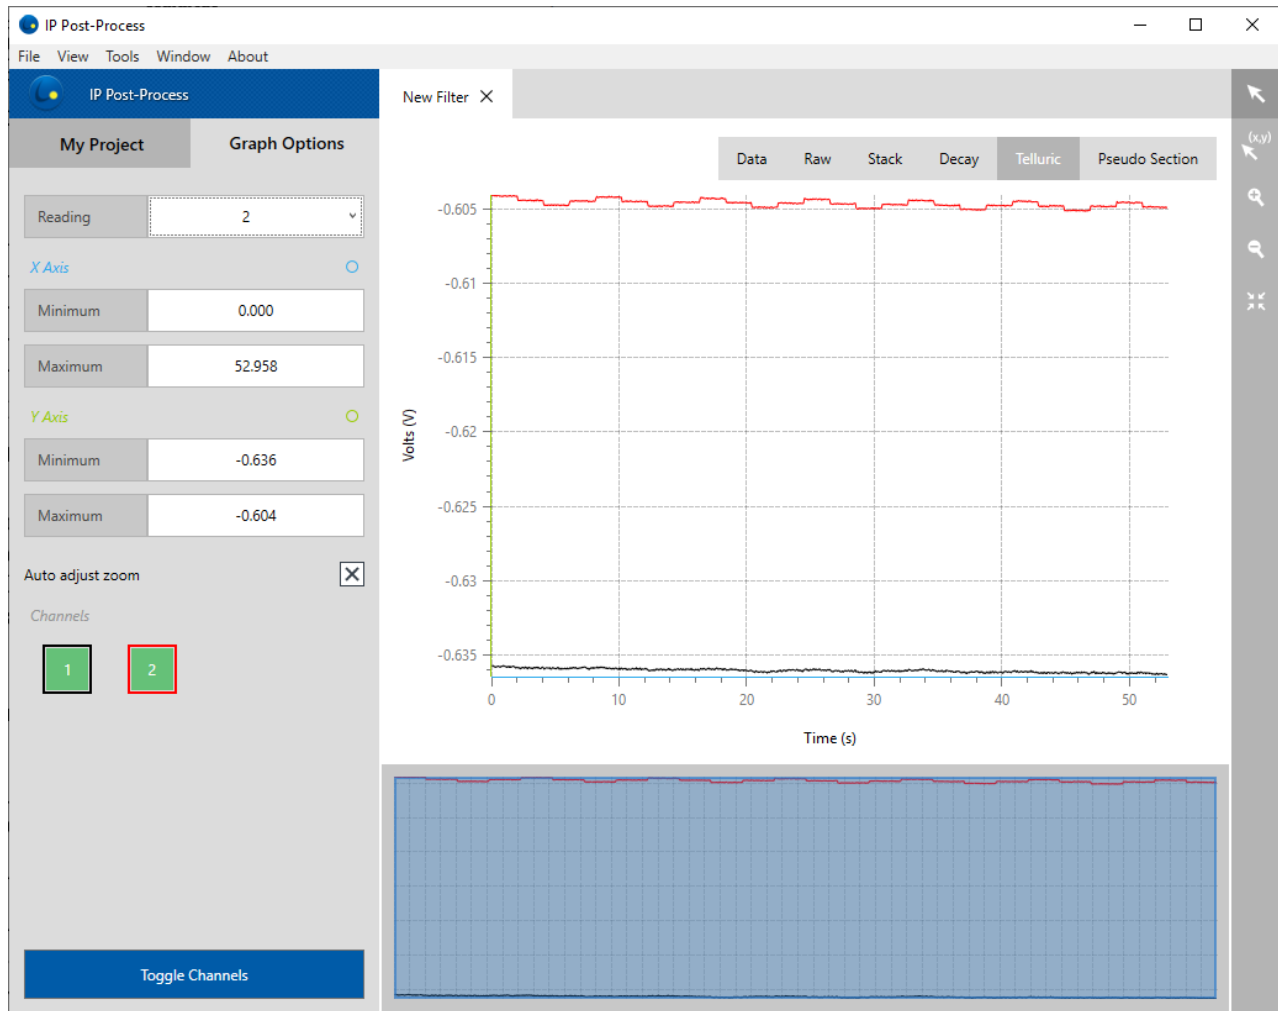 IP Post-Process
File View Tools Window About
IP Post-Process
My Project Graph Options
Reading 2
X Axis
Minimum 0.000
Maximum 52.958
Y Axis
Minimum -0.636
Maximum -0.604
Auto adjust zoom
Channels
1 2
Toggle Channels
New Filter
Data Raw Stack Decay Telluric Pseudo Section
Volts (V)
-0.605
-0.61
-0.615
-0.62
-0.625
-0.63
-0.635
0 10 20 30 40 50
Time (s)
(x,y)